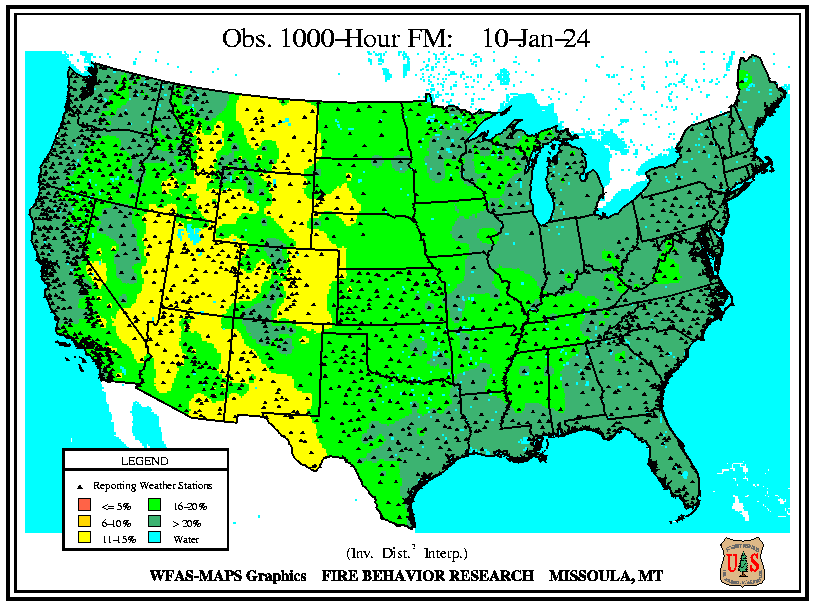 Obs. 1000-Hour FM: 10-Jan-24
LEGEND
Reporting Weather Stations
<= 5% 16-20%
6-10% > 20%
11-15% Water
(Inv. Dist.² Interp.)
WFAS-MAPS Graphics FIRE BEHAVIOR RESEARCH MISSOULA, MT
U S